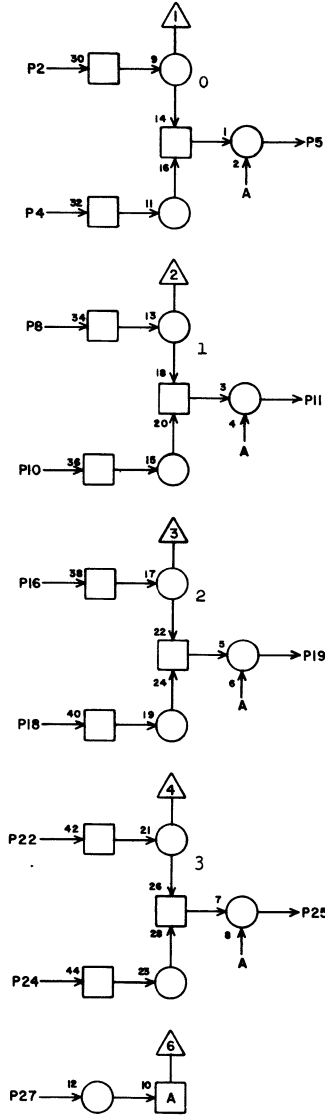 1
P2 30 9
0
14 1 P5
16 2
A
P4 32 11
2
P8 34 13
1
18 3 P11
20 4
A
P10 36 15
3
P16 38 17
2
22 5 P19
24 6
A
P18 40 19
4
P22 42 21
3
26 7 P25
28 8
A
P24 44 23
6
P27 12 10 A